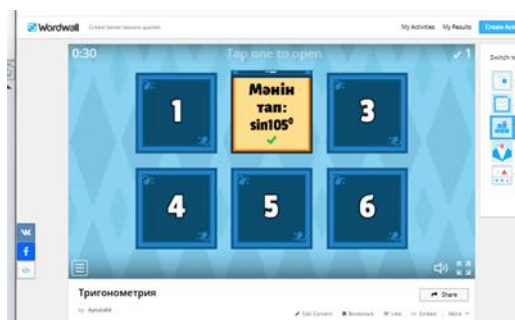 Wordwall
Create better lessons quicker
My Activities
My Results
Create Act
0:30
Tap one to open
✓ 1
Switch te
1
Мәнін
тап:
sin105⁰
3
4
5
6
Тригонометрия
Share
by
Edit Content
Bookmark
Like
Embed
More